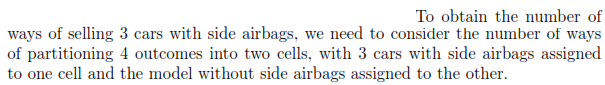 To obtain the number of
ways of selling 3 cars with side airbags, we need to consider the number of ways
of partitioning 4 outcomes into two cells, with 3 cars with side airbags assigned
to one cell and the model without side airbags assigned to the other.